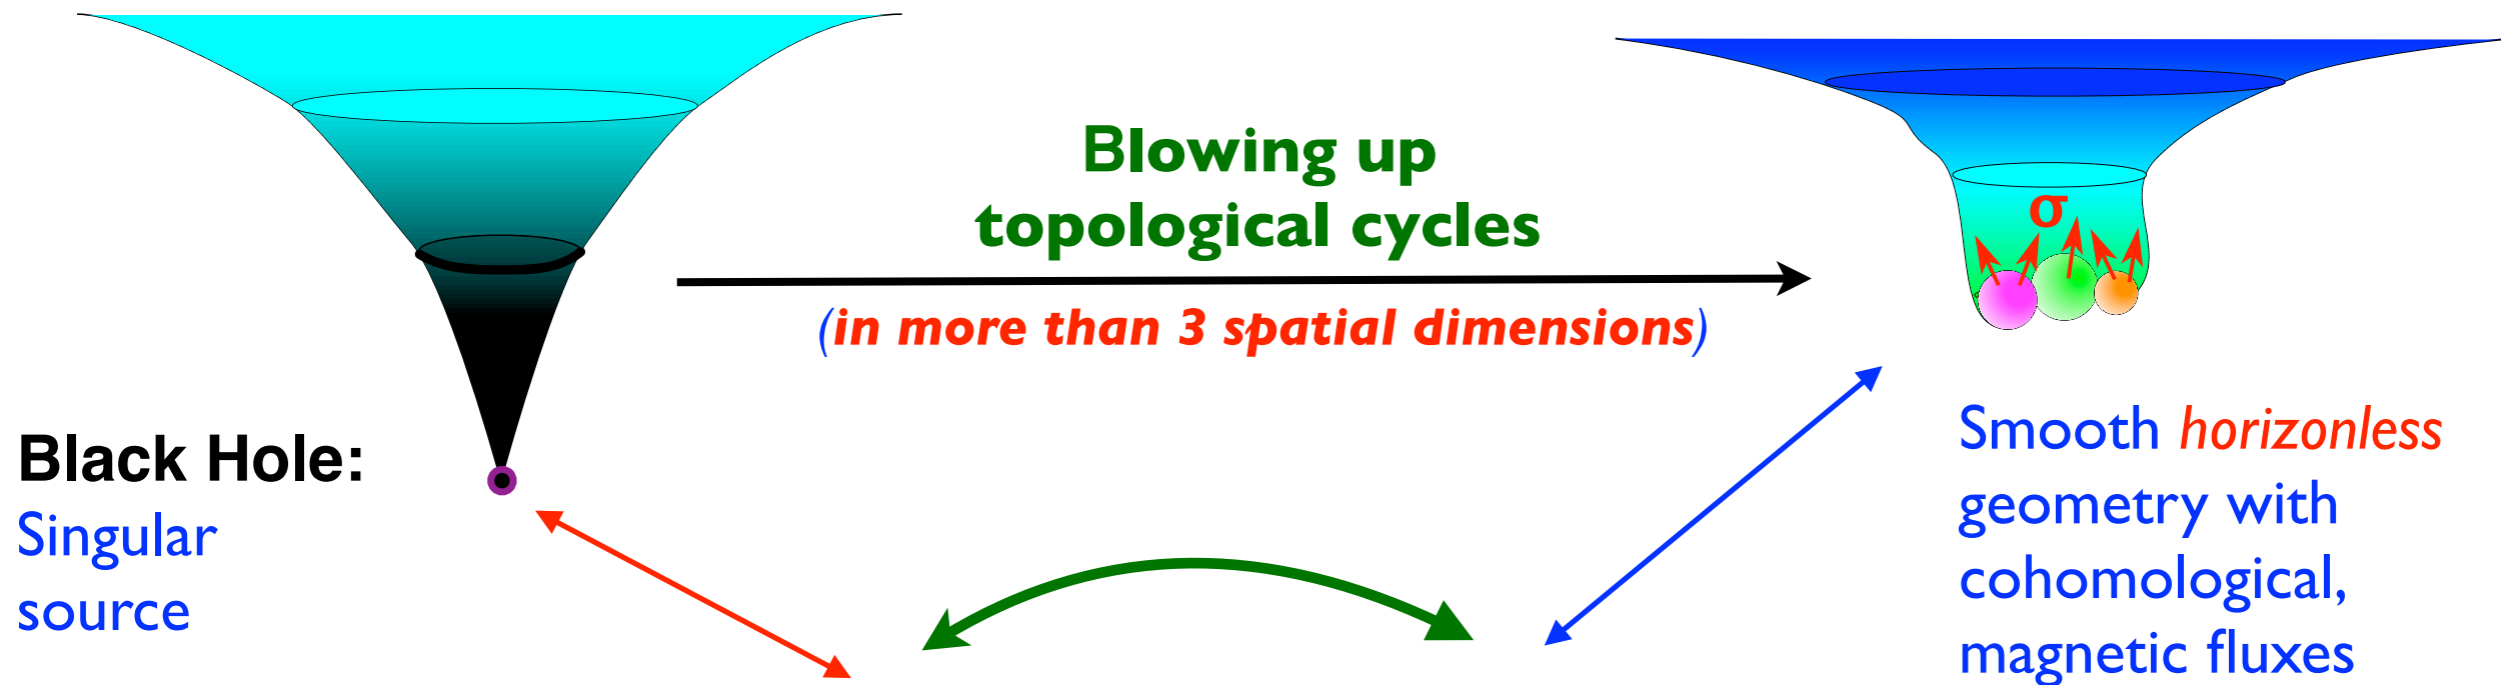 Blowing up
topological cycles
(in more than 3 spatial dimensions)
σ
Black Hole:
Singular
source
Smooth horizonless
geometry with
cohomological,
magnetic fluxes